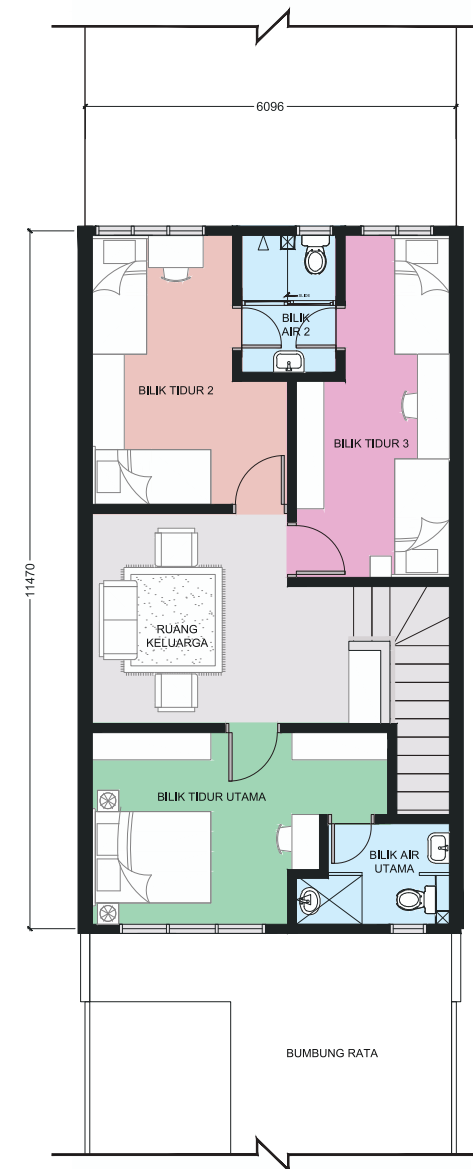 6096
BILIK
AIR 2
BILIK TIDUR 2
BILIK TIDUR 3
11470
RUANG
KELUARGA
BILIK TIDUR UTAMA
BILIK AIR
UTAMA
BUMBUNG RATA